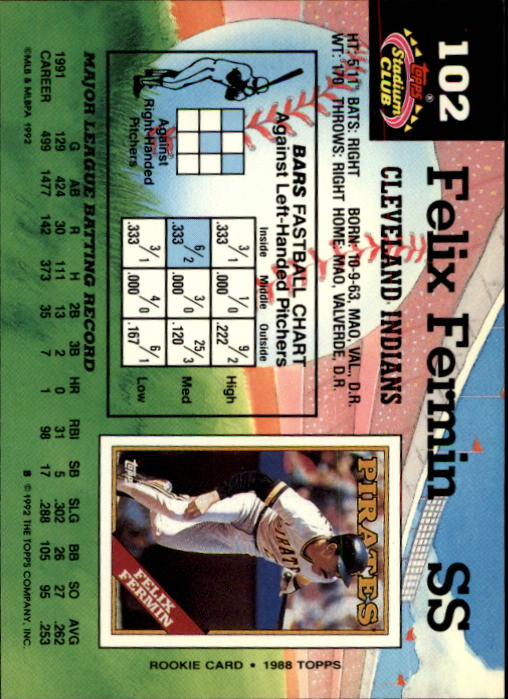 102
topps®
Stadium
CLUB
Felix Fermin SS
CLEVELAND INDIANS
HT: 5'11" BATS: RIGHT BORN: 10-9-63, MAO, VAL., D.R.
WT: 170 THROWS: RIGHT HOME: MAO, VALVERDE, D.R.
BARS FASTBALL CHART
Against Left-Handed Pitchers
Inside Middle Outside
3/1 1/0 9/2 High
.333 .000 .222
6/2 3/0 25/3 Med
.333 .000 .120
3/1 4/0 6/1 Low
.333 .000 .167
Against
Right-Handed
Pitchers
PIRATES
IRAT
Topps
FELIX
FERMIN
ROOKIE CARD • 1988 TOPPS
MAJOR LEAGUE BATTING RECORD
G AB R H 2B 3B HR RBI SB SLG BB SO AVG
1991 129 424 30 111 13 2 0 31 5 .302 26 27 .262
CAREER 499 1477 142 373 35 7 1 98 17 .288 105 95 .253
©MLB & MLBPA 1992
B © 1992 THE TOPPS COMPANY, INC.